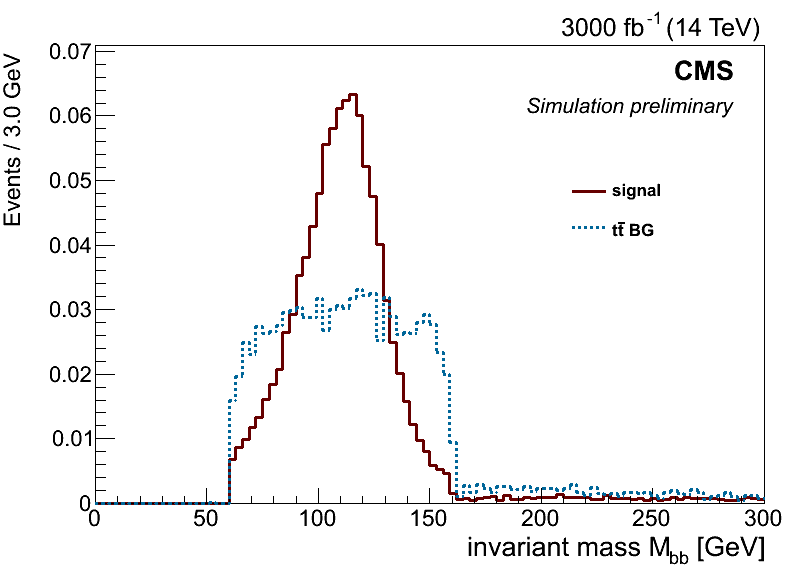 3000 fb⁻¹ (14 TeV)
CMS
Simulation preliminary
signal
tt̄ BG
Events / 3.0 GeV
0.07
0.06
0.05
0.04
0.03
0.02
0.01
0
0 50 100 150 200 250 300
invariant mass M_bb [GeV]